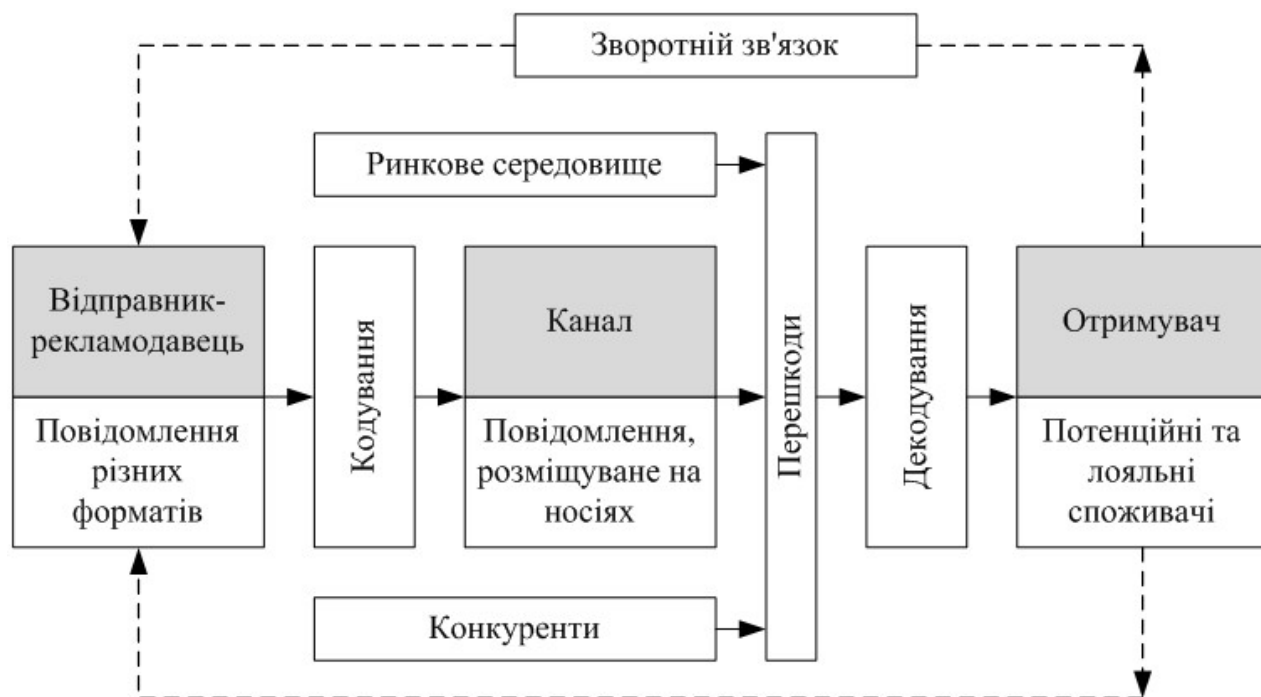 Зворотній зв'язок
Ринкове середовище
Відправник-
рекламодавець
Повідомлення
різних
форматів
Кодування
Канал
Повідомлення,
розміщуване на
носіях
Перешкоди
Декодування
Отримувач
Потенційні та
лояльні
споживачі
Конкуренти